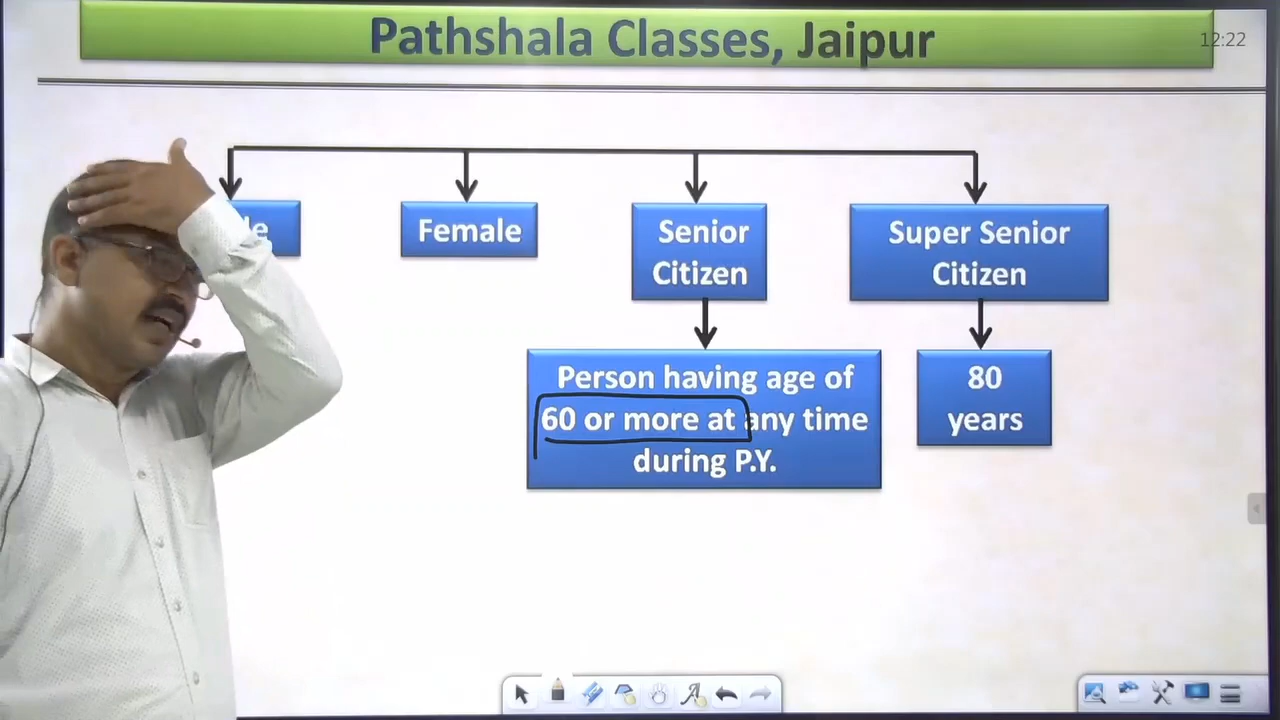 Pathshala Classes, Jaipur
12:22
Female
Senior
Citizen
Super Senior
Citizen
Person having age of
60 or more at any time
during P.Y.
80
years